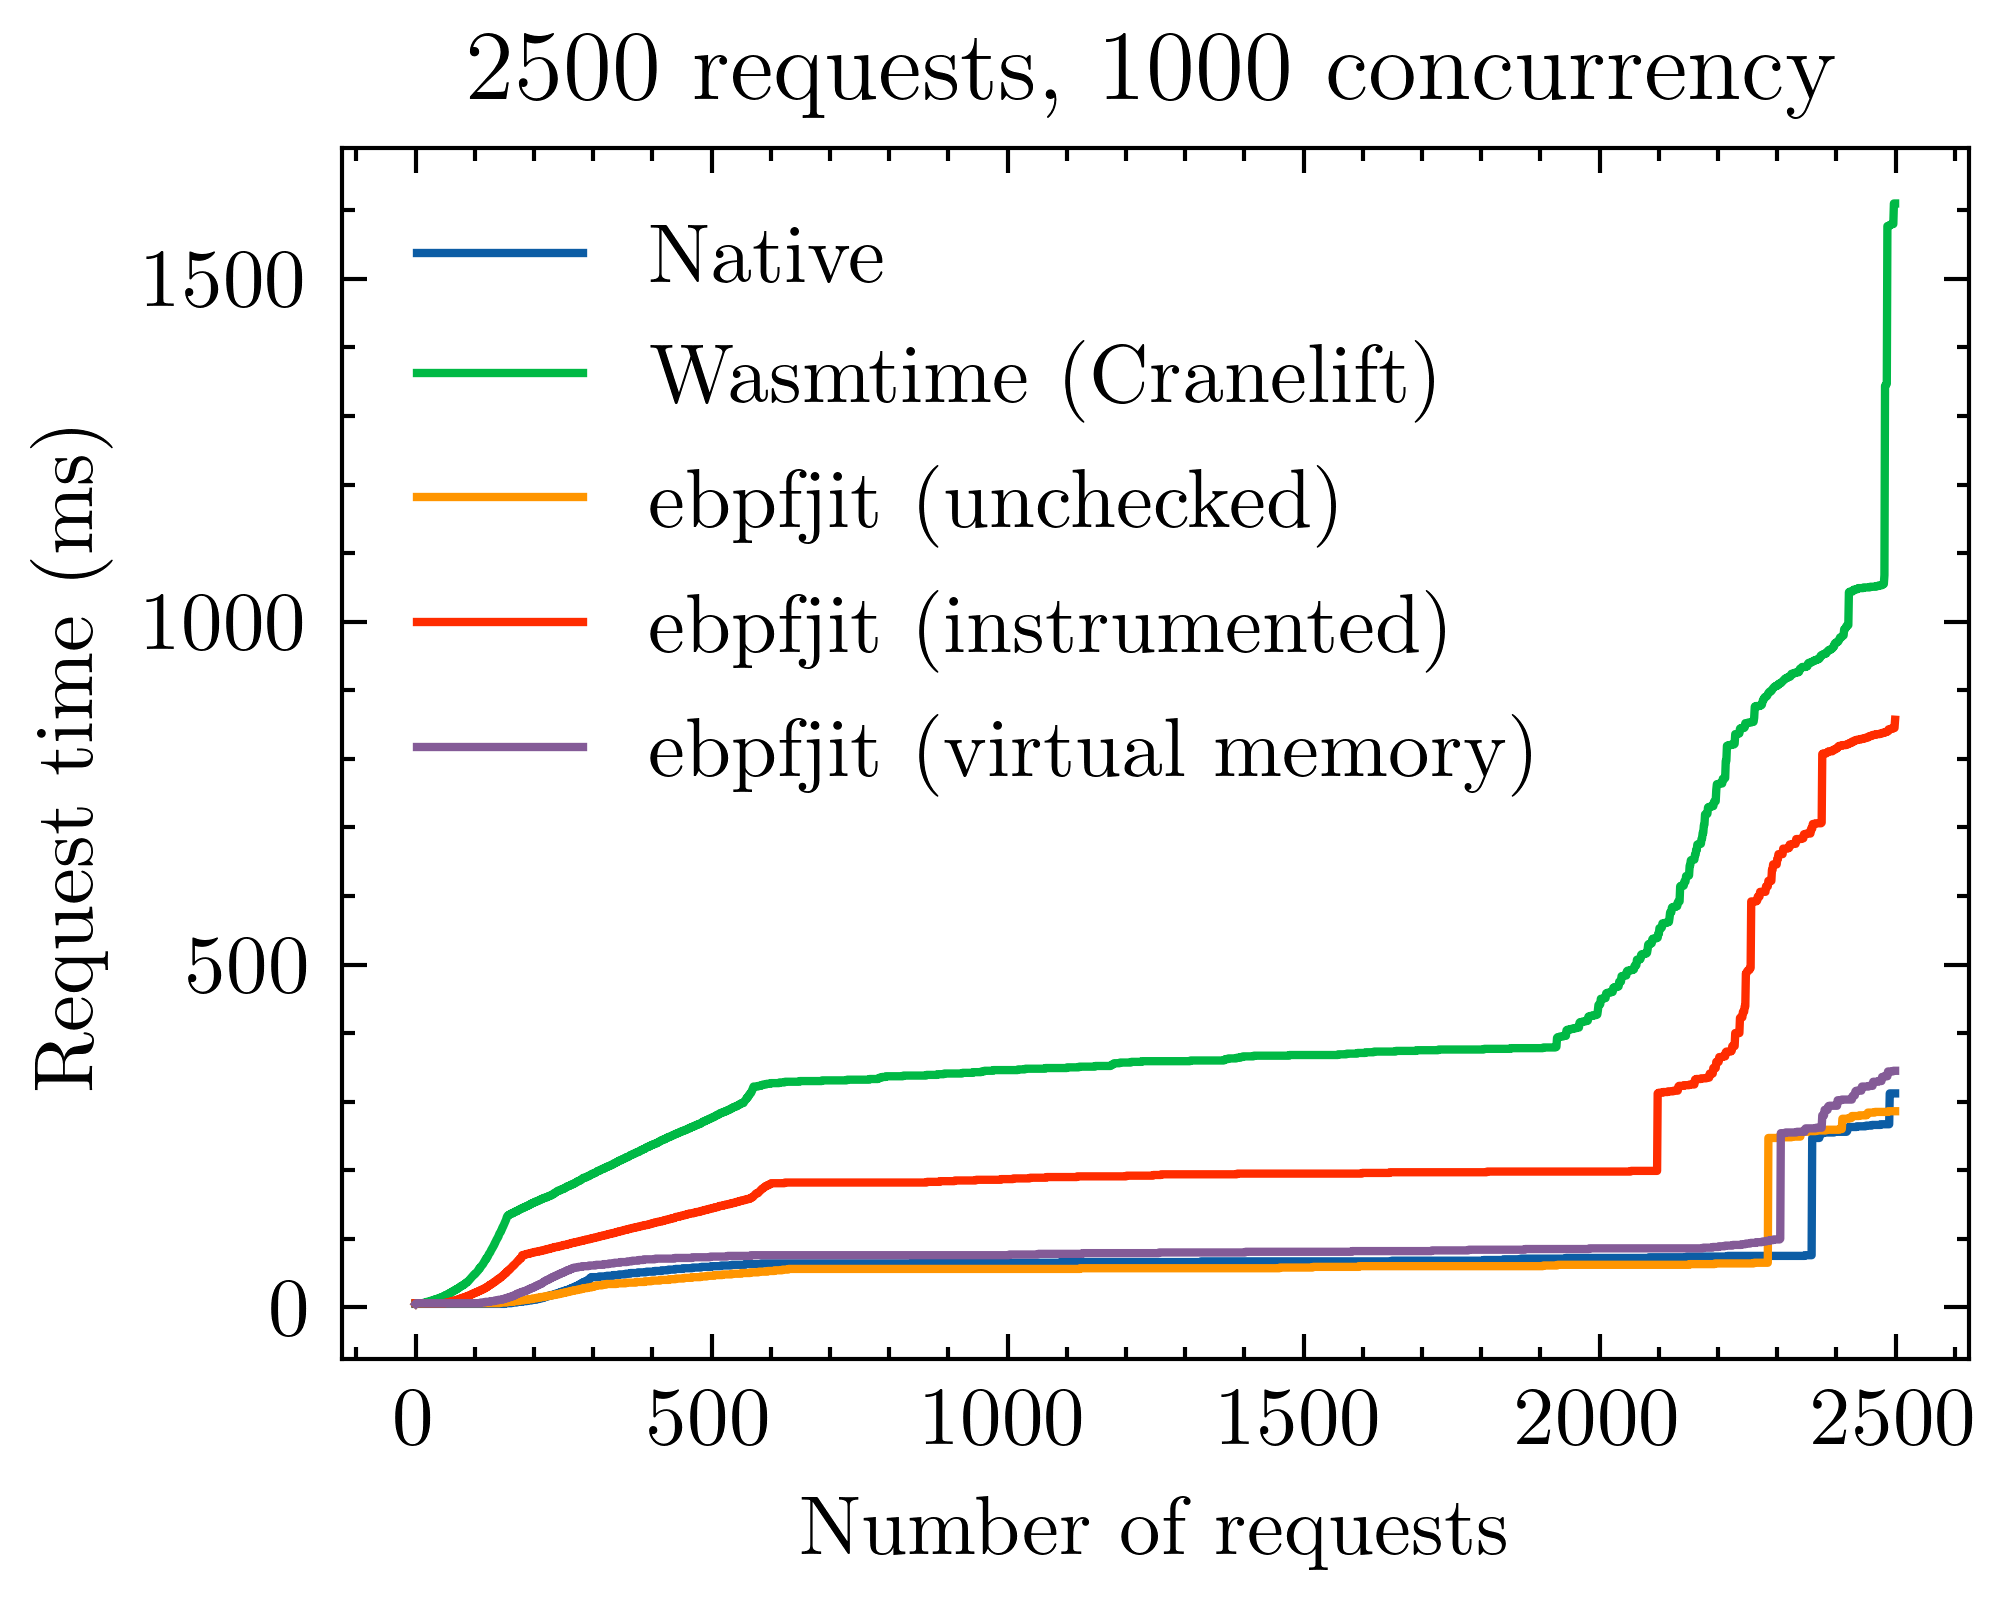 2500 requests, 1000 concurrency
Native
Wasmtime (Cranelift)
ebpfjit (unchecked)
ebpfjit (instrumented)
ebpfjit (virtual memory)
Request time (ms)
1500
1000
500
0
0 500 1000 1500 2000 2500
Number of requests